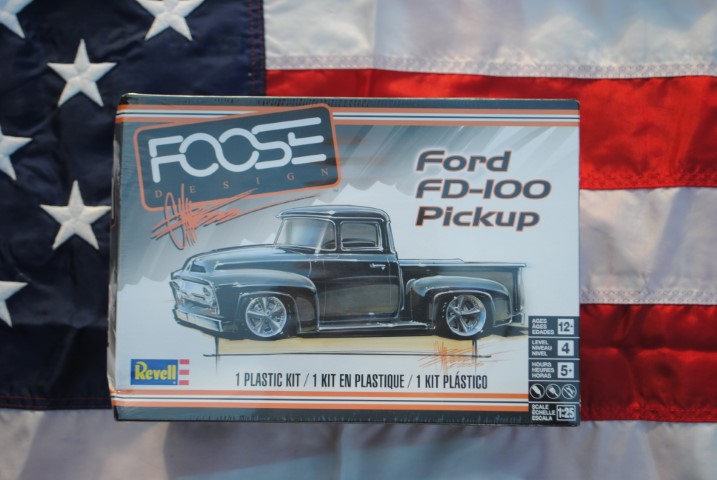 FOOSE
DESIGN
Ford
FD-100
Pickup
Revell
1 PLASTIC KIT / 1 KIT EN PLASTIQUE / 1 KIT PLÁSTICO
AGES
ÂGES
EDADES
12+
LEVEL
NIVEAU
NIVEL
4
HOURS
HEURES
HORAS
5+
SCALE
ÉCHELLE
ESCALA
1:25